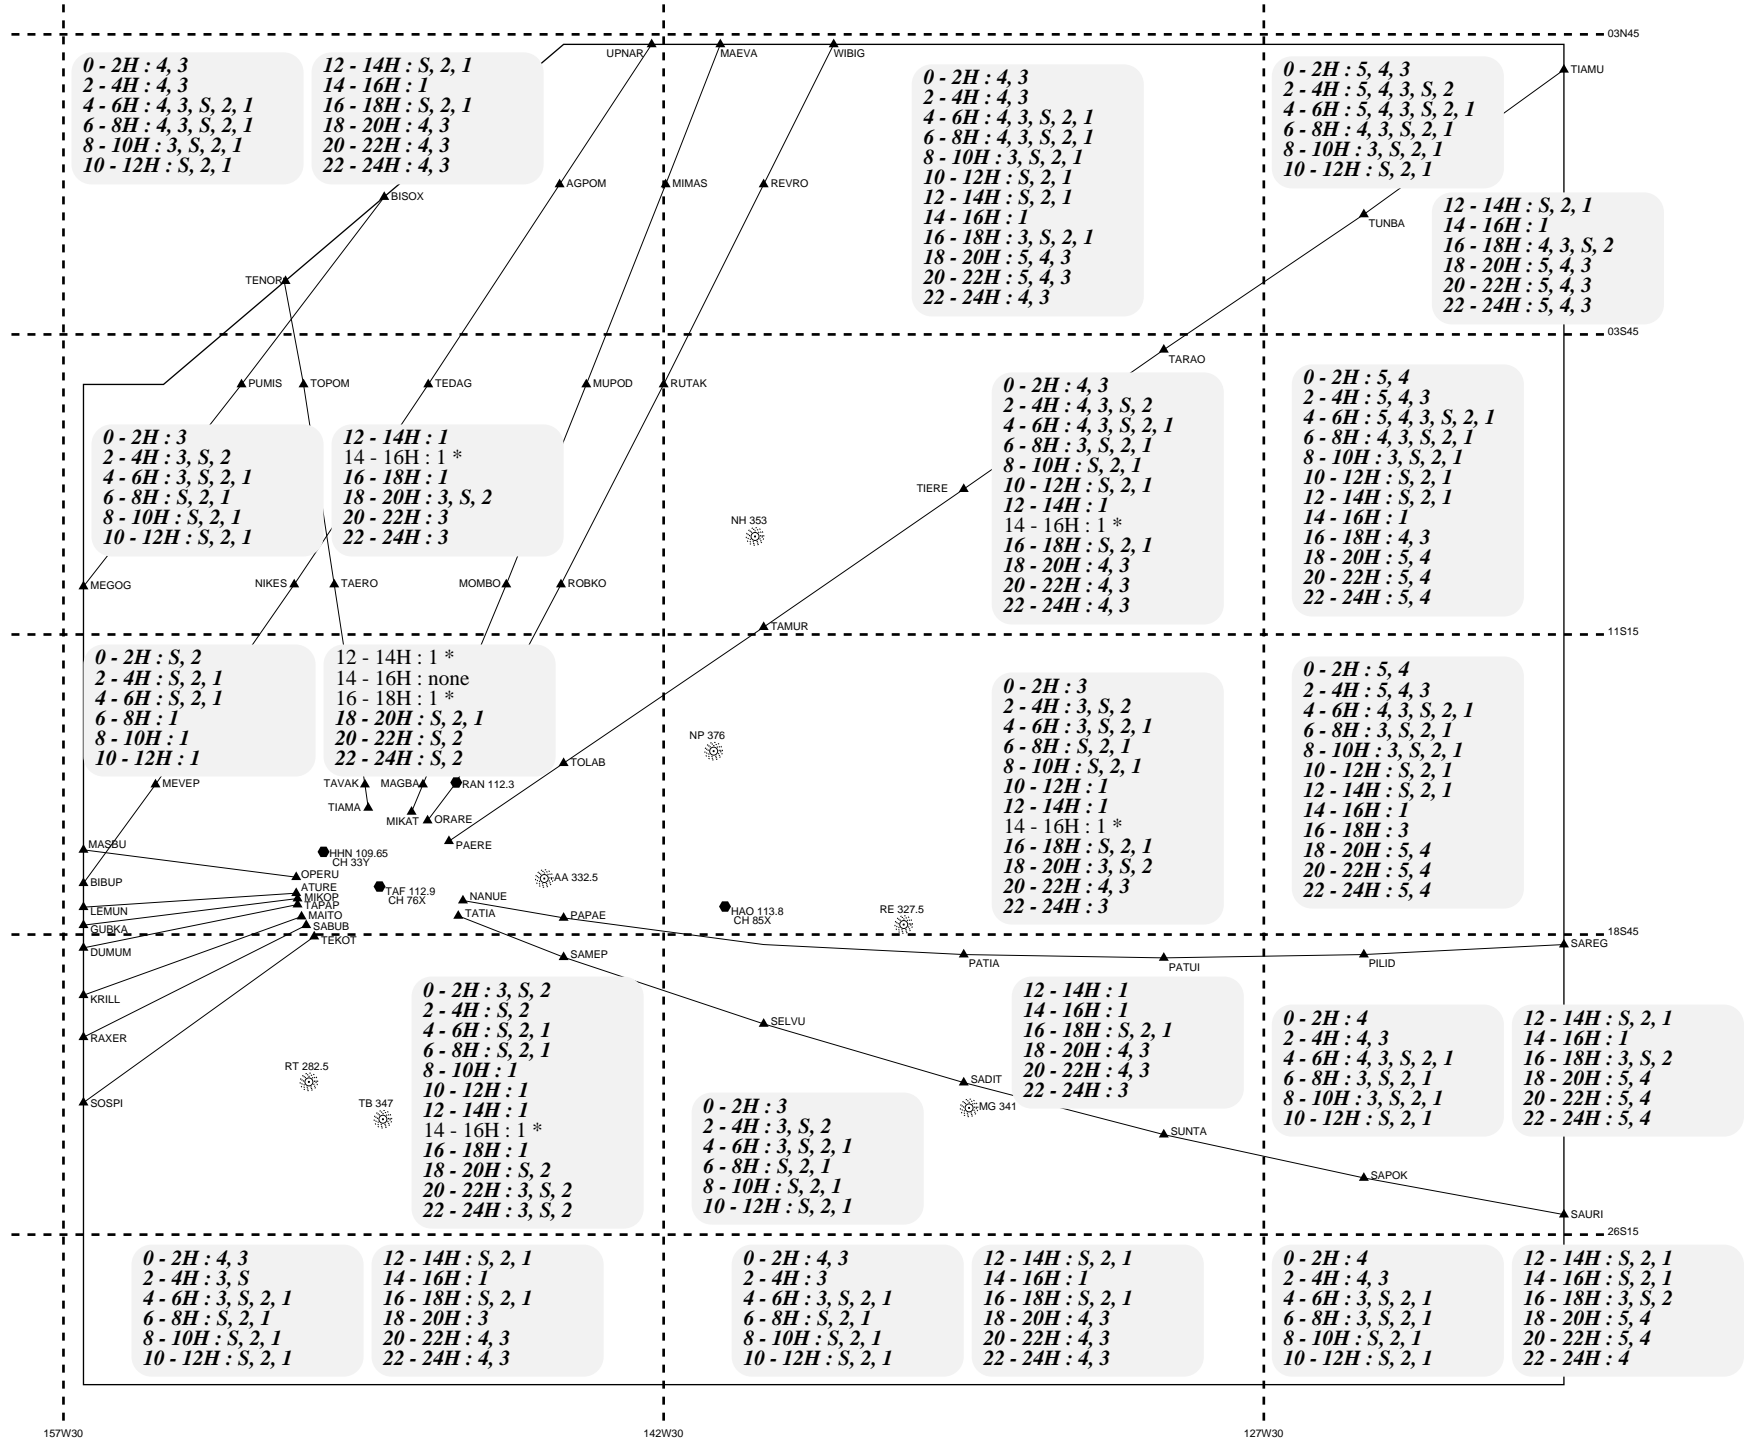 03N45
UPNAR
MAEVA
WIBIG
TIAMU
0 - 2H : 4, 3
2 - 4H : 4, 3
4 - 6H : 4, 3, S, 2, 1
6 - 8H : 4, 3, S, 2, 1
8 - 10H : 3, S, 2, 1
10 - 12H : S, 2, 1
12 - 14H : S, 2, 1
14 - 16H : 1
16 - 18H : S, 2, 1
18 - 20H : 4, 3
20 - 22H : 4, 3
22 - 24H : 4, 3
0 - 2H : 4, 3
2 - 4H : 4, 3
4 - 6H : 4, 3, S, 2, 1
6 - 8H : 4, 3, S, 2, 1
8 - 10H : 3, S, 2, 1
10 - 12H : S, 2, 1
12 - 14H : S, 2, 1
14 - 16H : 1
16 - 18H : 3, S, 2, 1
18 - 20H : 5, 4, 3
20 - 22H : 5, 4, 3
22 - 24H : 4, 3
0 - 2H : 5, 4, 3
2 - 4H : 5, 4, 3, S, 2
4 - 6H : 5, 4, 3, S, 2, 1
6 - 8H : 4, 3, S, 2, 1
8 - 10H : 3, S, 2, 1
10 - 12H : S, 2, 1
12 - 14H : S, 2, 1
14 - 16H : 1
16 - 18H : 4, 3, S, 2
18 - 20H : 5, 4, 3
20 - 22H : 5, 4, 3
22 - 24H : 5, 4, 3
BISOX
AGPOM
MIMAS
REVRO
TUNBA
TENOR
03S45
TARAO
PUMIS
TOPOM
TEDAG
MUPOD
RUTAK
0 - 2H : 3
2 - 4H : 3, S, 2
4 - 6H : 3, S, 2, 1
6 - 8H : S, 2, 1
8 - 10H : S, 2, 1
10 - 12H : S, 2, 1
12 - 14H : 1
14 - 16H : 1 *
16 - 18H : 1
18 - 20H : 3, S, 2
20 - 22H : 3
22 - 24H : 3
0 - 2H : 4, 3
2 - 4H : 4, 3, S, 2
4 - 6H : 4, 3, S, 2, 1
6 - 8H : 3, S, 2, 1
8 - 10H : S, 2, 1
10 - 12H : S, 2, 1
12 - 14H : 1
14 - 16H : 1 *
16 - 18H : S, 2, 1
18 - 20H : 4, 3
20 - 22H : 4, 3
22 - 24H : 4, 3
0 - 2H : 5, 4
2 - 4H : 5, 4, 3
4 - 6H : 5, 4, 3, S, 2, 1
6 - 8H : 4, 3, S, 2, 1
8 - 10H : 3, S, 2, 1
10 - 12H : S, 2, 1
12 - 14H : S, 2, 1
14 - 16H : 1
16 - 18H : 4, 3
18 - 20H : 5, 4
20 - 22H : 5, 4
22 - 24H : 5, 4
TIERE
NH 353
MEGOG
NIKES
TAERO
MOMBO
ROBKO
TAMUR
11S15
0 - 2H : S, 2
2 - 4H : S, 2, 1
4 - 6H : S, 2, 1
6 - 8H : 1
8 - 10H : 1
10 - 12H : 1
12 - 14H : 1 *
14 - 16H : none
16 - 18H : 1 *
18 - 20H : S, 2, 1
20 - 22H : S, 2
22 - 24H : S, 2
0 - 2H : 3
2 - 4H : 3, S, 2
4 - 6H : 3, S, 2, 1
6 - 8H : S, 2, 1
8 - 10H : S, 2, 1
10 - 12H : 1
12 - 14H : 1
14 - 16H : 1 *
16 - 18H : S, 2, 1
18 - 20H : 3, S, 2
20 - 22H : 4, 3
22 - 24H : 3
0 - 2H : 5, 4
2 - 4H : 5, 4, 3
4 - 6H : 4, 3, S, 2, 1
6 - 8H : 3, S, 2, 1
8 - 10H : 3, S, 2, 1
10 - 12H : S, 2, 1
12 - 14H : S, 2, 1
14 - 16H : 1
16 - 18H : 3
18 - 20H : 5, 4
20 - 22H : 5, 4
22 - 24H : 5, 4
NP 376
TOLAB
MEVEP
TAVAK
MAGBA
RAN 112.3
TIAMA
MIKAT
ORARE
PAERE
MASBU
HHN 109.65
CH 33Y
OPERU
BIBUP
ATURE
TAF 112.9
CH 76X
AA 332.5
MIKOP
NANUE
TAPAP
LEMUN
MAITO
TATIA
PAPAE
HAO 113.8
CH 85X
RE 327.5
GUBKA
SABUB
TEKOT
18S45
DUMUM
SAMEP
PATIA
PATUI
PILID
SAREG
KRILL
RAXER
SELVU
0 - 2H : 3, S, 2
2 - 4H : S, 2
4 - 6H : S, 2, 1
6 - 8H : S, 2, 1
8 - 10H : 1
10 - 12H : 1
12 - 14H : 1
14 - 16H : 1 *
16 - 18H : 1
18 - 20H : S, 2
20 - 22H : 3, S, 2
22 - 24H : 3, S, 2
0 - 2H : 3
2 - 4H : 3, S, 2
4 - 6H : 3, S, 2, 1
6 - 8H : S, 2, 1
8 - 10H : S, 2, 1
10 - 12H : S, 2, 1
12 - 14H : 1
14 - 16H : 1
16 - 18H : S, 2, 1
18 - 20H : 4, 3
20 - 22H : 4, 3
22 - 24H : 3
0 - 2H : 4
2 - 4H : 4, 3
4 - 6H : 4, 3, S, 2, 1
6 - 8H : 3, S, 2, 1
8 - 10H : 3, S, 2, 1
10 - 12H : S, 2, 1
12 - 14H : S, 2, 1
14 - 16H : 1
16 - 18H : 3, S, 2
18 - 20H : 5, 4
20 - 22H : 5, 4
22 - 24H : 5, 4
RT 282.5
SADIT
SOSPI
TB 347
MG 341
SUNTA
SAPOK
SAURI
26S15
0 - 2H : 4, 3
2 - 4H : 3, S
4 - 6H : 3, S, 2, 1
6 - 8H : S, 2, 1
8 - 10H : S, 2, 1
10 - 12H : S, 2, 1
12 - 14H : S, 2, 1
14 - 16H : 1
16 - 18H : S, 2, 1
18 - 20H : 3
20 - 22H : 4, 3
22 - 24H : 4, 3
0 - 2H : 4, 3
2 - 4H : 3
4 - 6H : 3, S, 2, 1
6 - 8H : S, 2, 1
8 - 10H : S, 2, 1
10 - 12H : S, 2, 1
12 - 14H : S, 2, 1
14 - 16H : 1
16 - 18H : S, 2, 1
18 - 20H : 4, 3
20 - 22H : 4, 3
22 - 24H : 4, 3
0 - 2H : 4
2 - 4H : 4, 3
4 - 6H : 3, S, 2, 1
6 - 8H : 3, S, 2, 1
8 - 10H : S, 2, 1
10 - 12H : S, 2, 1
12 - 14H : S, 2, 1
14 - 16H : S, 2, 1
16 - 18H : 3, S, 2
18 - 20H : 5, 4
20 - 22H : 5, 4
22 - 24H : 4
157W30
142W30
127W30